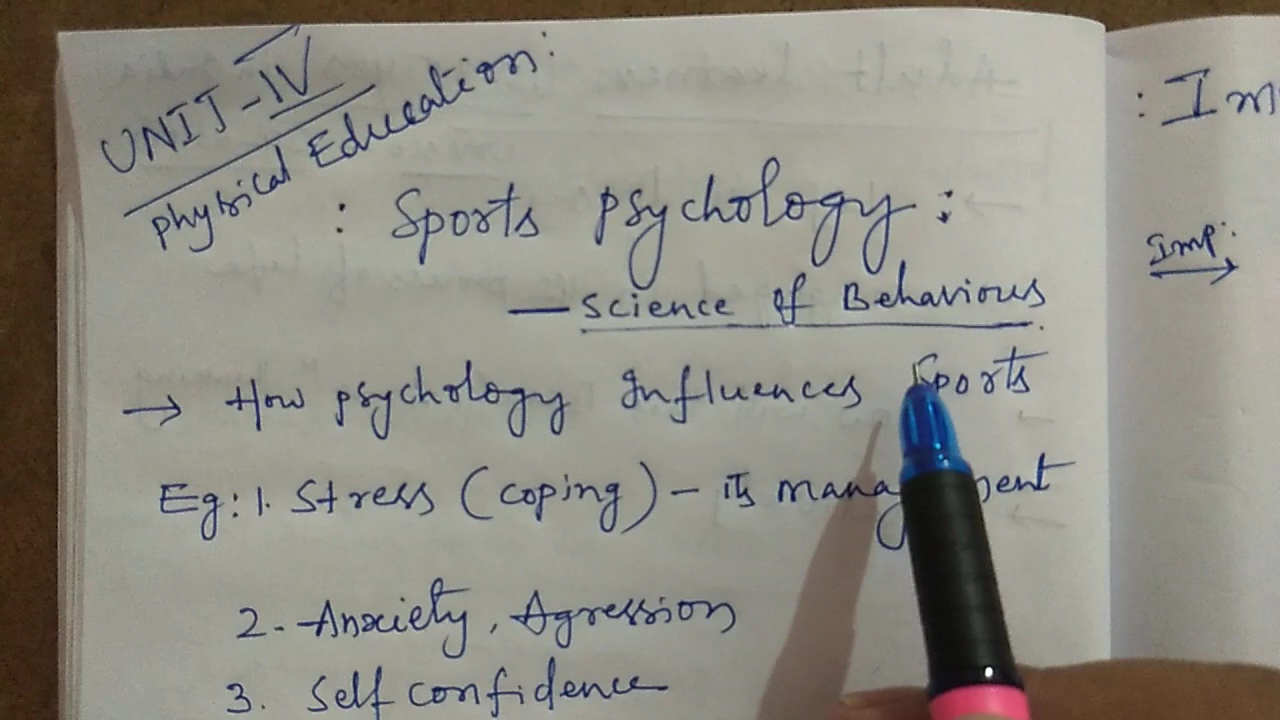 UNIT-IV
Physical Education:
: Sports Psychology :
— Science of Behavious
→ How psychology Influences Sports
Eg: 1. Stress (coping) - its management
2. Anxiety, Agression
3. Self confidence
: Im
Imp: